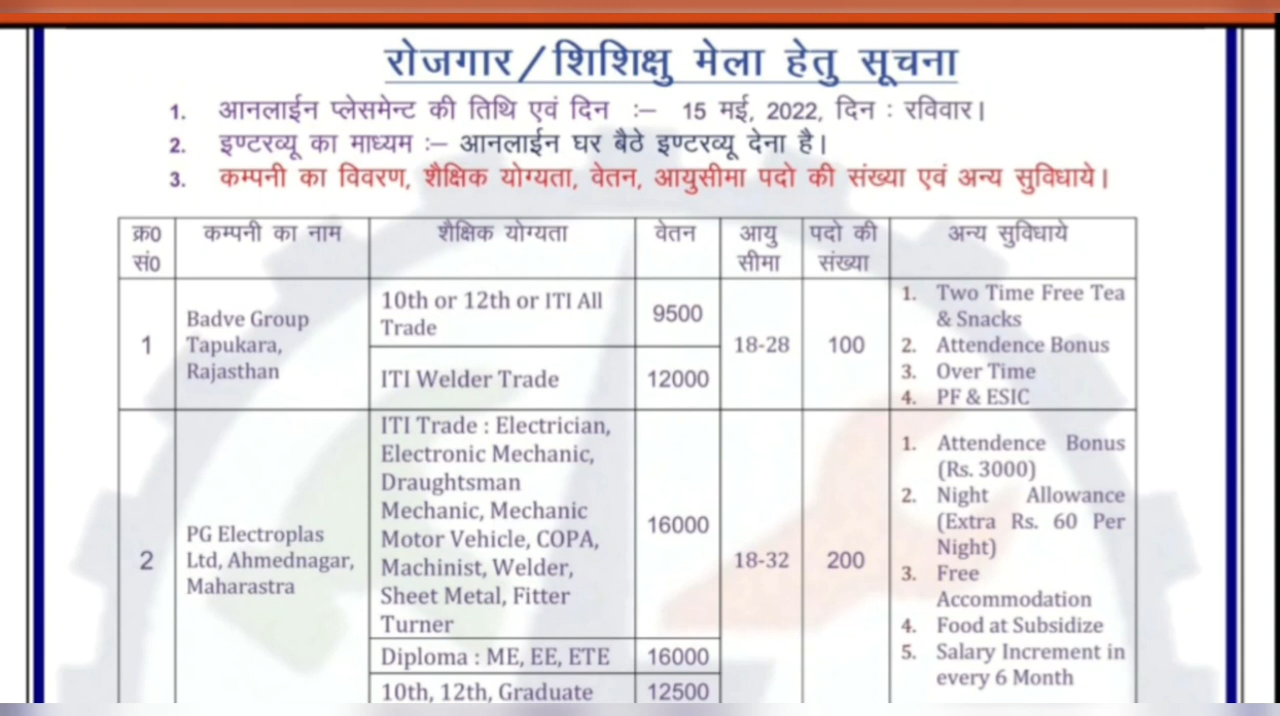 रोजगार/शिशिक्षु मेला हेतु सूचना
1. आनलाईन प्लेसमेन्ट की तिथि एवं दिन :– 15 मई, 2022, दिन : रविवार।
2. इण्टरव्यू का माध्यम :– आनलाईन घर बैठे इण्टरव्यू देना है।
3. कम्पनी का विवरण, शैक्षिक योग्यता, वेतन, आयुसीमा पदो की संख्या एवं अन्य सुविधाये।
क्र0 सं0
कम्पनी का नाम
शैक्षिक योग्यता
वेतन
आयु सीमा
पदो की संख्या
अन्य सुविधाये
1
Badve Group
Tapukara,
Rajasthan
10th or 12th or ITI All
Trade
9500
ITI Welder Trade
12000
18-28
100
1. Two Time Free Tea
& Snacks
2. Attendence Bonus
3. Over Time
4. PF & ESIC
2
PG Electroplas
Ltd, Ahmednagar,
Maharastra
ITI Trade : Electrician,
Electronic Mechanic,
Draughtsman
Mechanic, Mechanic
Motor Vehicle, COPA,
Machinist, Welder,
Sheet Metal, Fitter
Turner
16000
Diploma : ME, EE, ETE
16000
10th, 12th, Graduate
12500
18-32
200
1. Attendence Bonus
(Rs. 3000)
2. Night Allowance
(Extra Rs. 60 Per
Night)
3. Free
Accommodation
4. Food at Subsidize
5. Salary Increment in
every 6 Month